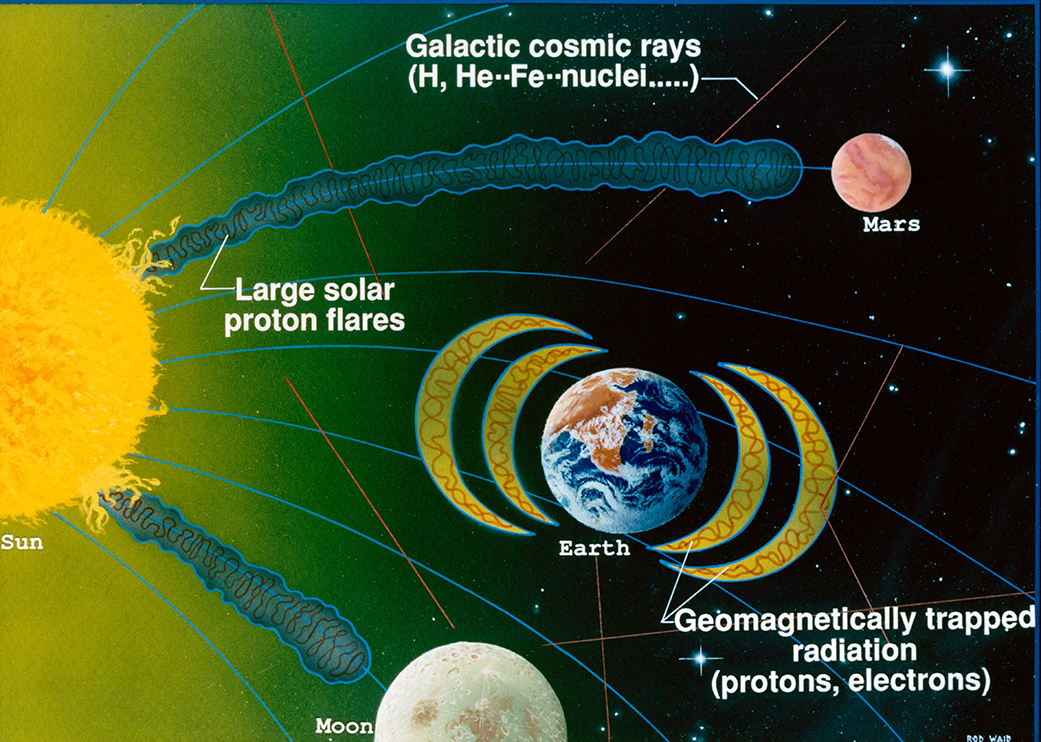 Galactic cosmic rays
(H, He··Fe··nuclei.....)
Mars
Large solar
proton flares
Sun
Earth
Geomagnetically trapped
radiation
(protons, electrons)
Moon
ROD WAID